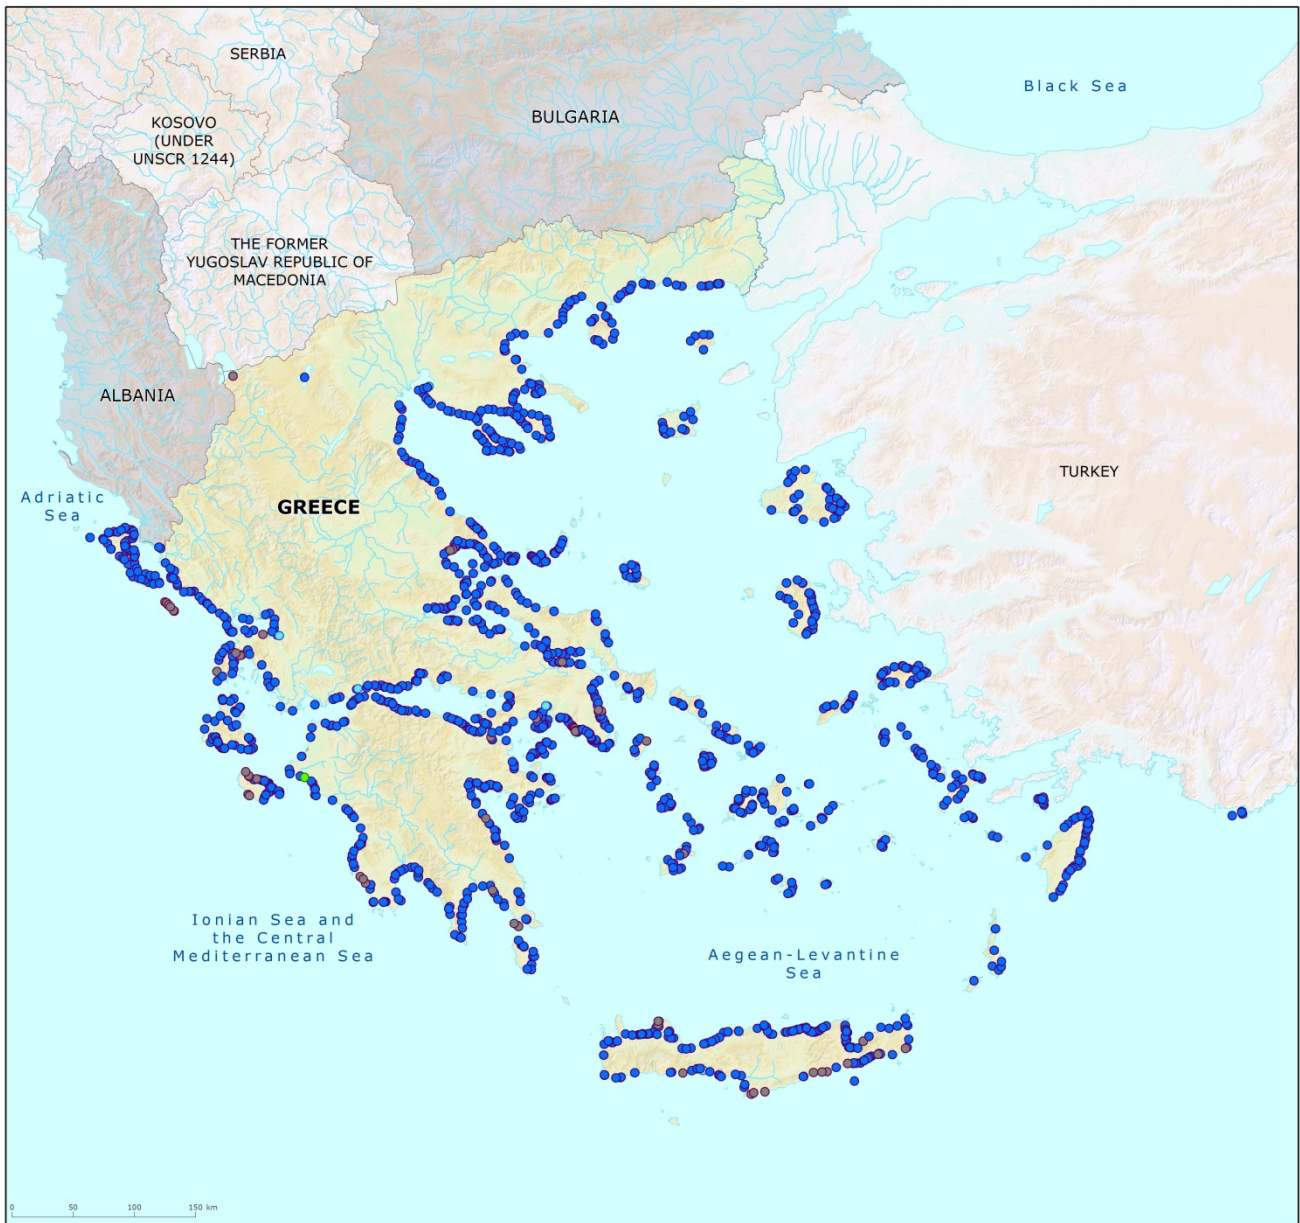 SERBIA
Black Sea
BULGARIA
KOSOVO
(UNDER
UNSCR 1244)
THE FORMER
YUGOSLAV REPUBLIC OF
MACEDONIA
ALBANIA
TURKEY
Adriatic
Sea
GREECE
Ionian Sea and
the Central
Mediterranean Sea
Aegean-Levantine
Sea
0 50 100 150 km